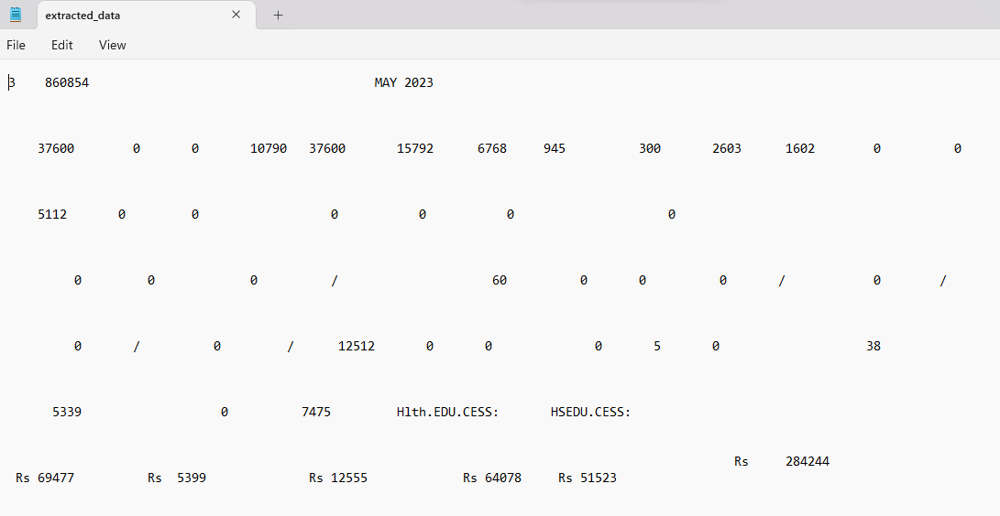 extracted_data
File Edit View
3 860854 MAY 2023
37600 0 0 10790 37600 15792 6768 945 300 2603 1602 0 0
5112 0 0 0 0 0 0
0 0 0 / 60 0 0 0 / 0 /
0 / 0 / 12512 0 0 0 5 0 38
5339 0 7475 Hlth.EDU.CESS: HSEDU.CESS:
Rs 284244
Rs 69477 Rs 5399 Rs 12555 Rs 64078 Rs 51523